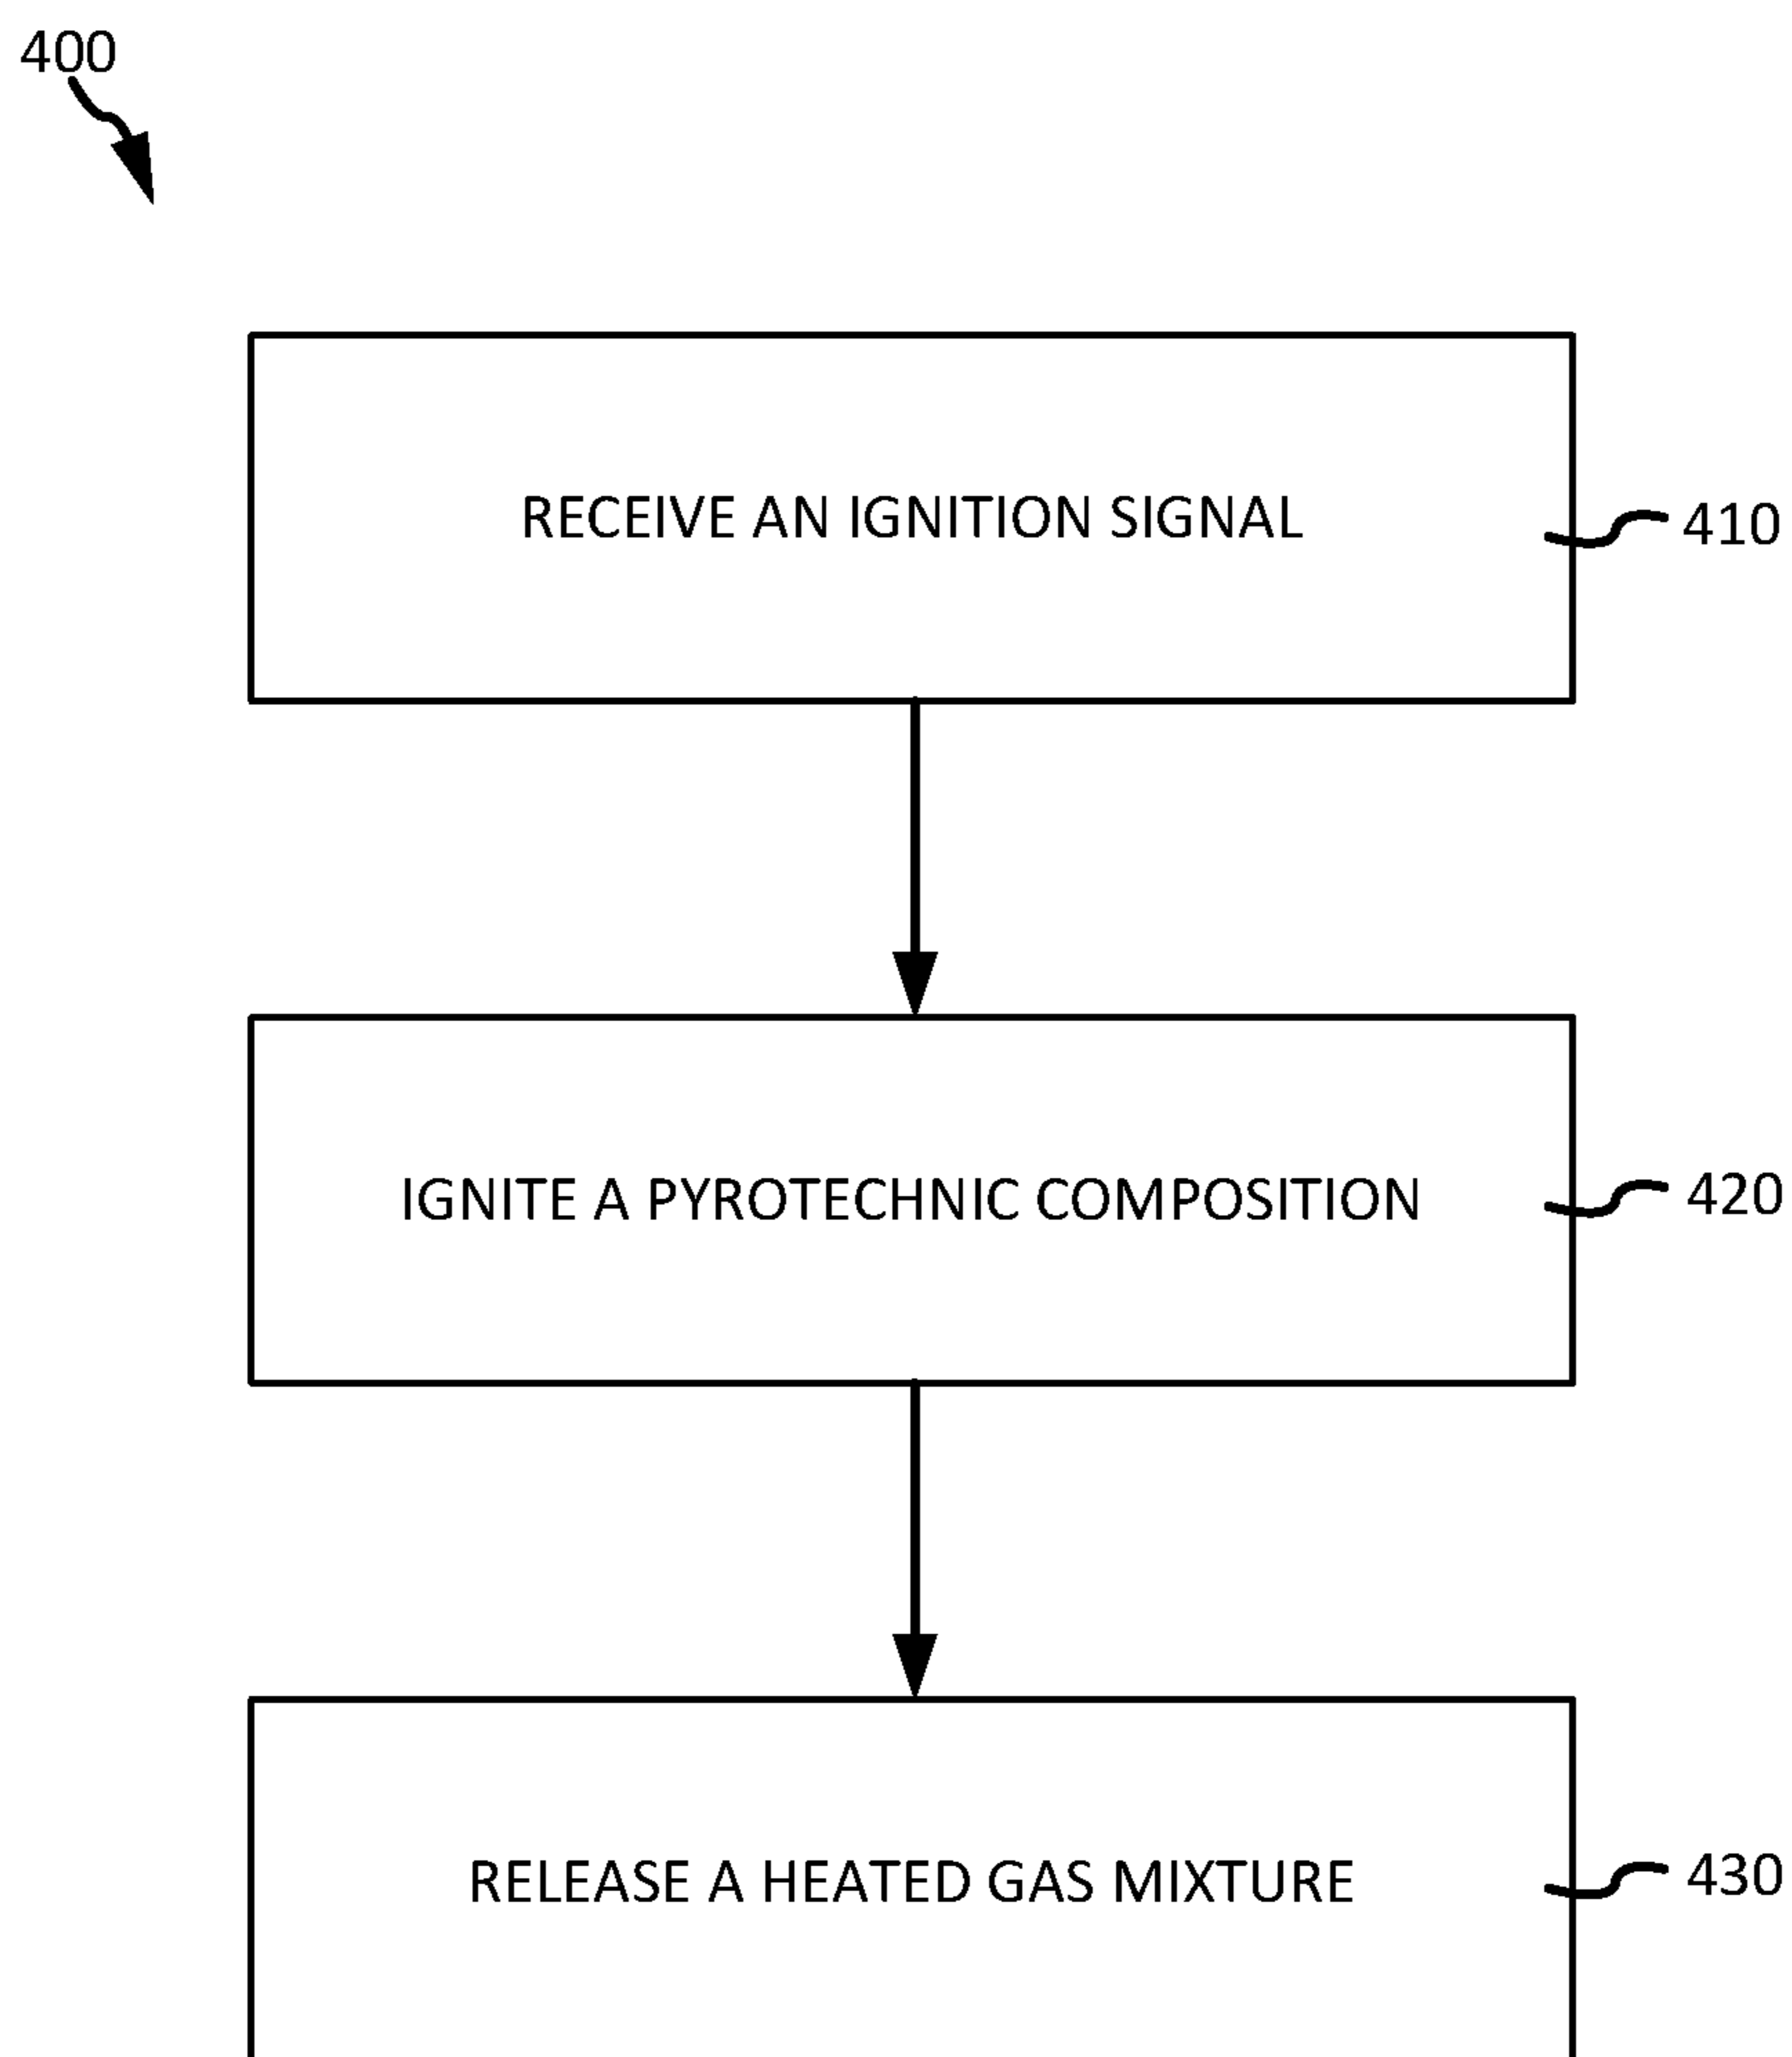 400
RECEIVE AN IGNITION SIGNAL
410
IGNITE A PYROTECHNIC COMPOSITION
420
RELEASE A HEATED GAS MIXTURE
430